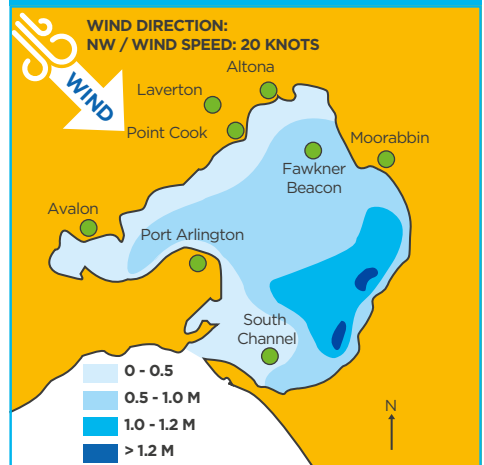 WIND DIRECTION:
NW / WIND SPEED: 20 KNOTS
WIND
Altona
Laverton
Point Cook
Moorabbin
Fawkner
Beacon
Avalon
Port Arlington
South
Channel
0 - 0.5
0.5 - 1.0 M
1.0 - 1.2 M
> 1.2 M
N